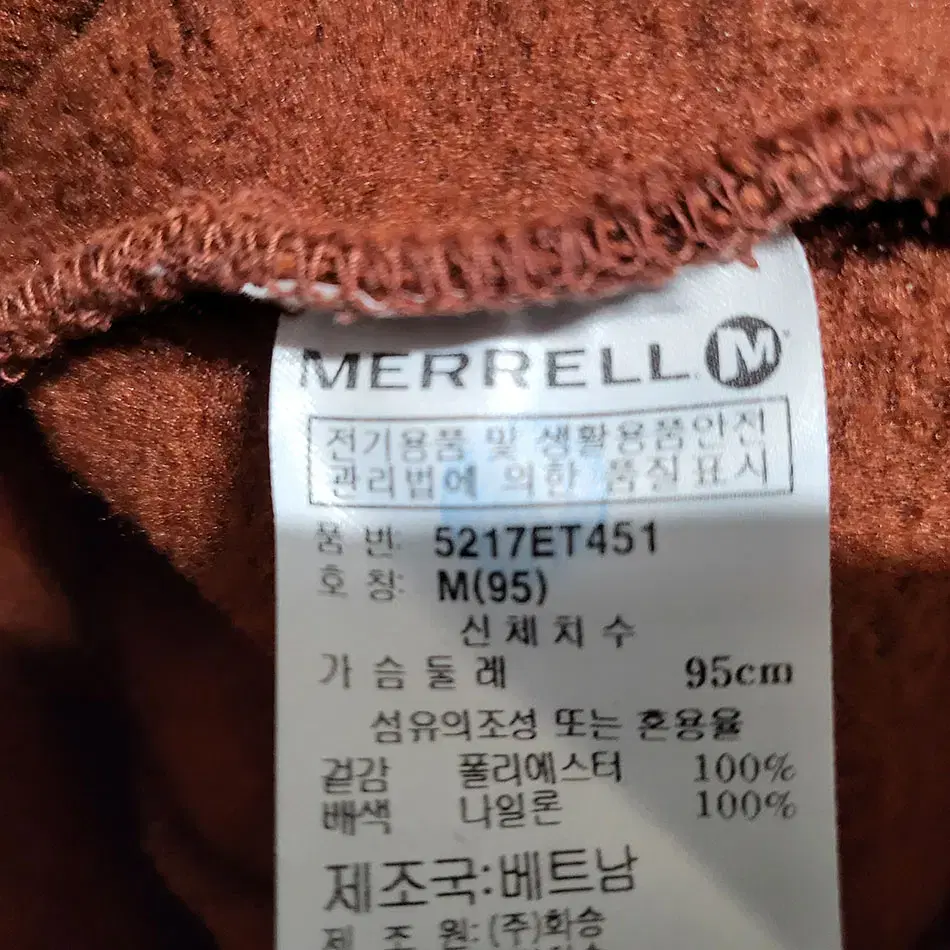 MERRELL M
전기용품 및 생활용품안전
관리법에 의한 품질표시
품 번: 5217ET451
호 칭: M(95)
신체치수
가슴둘레 95cm
섬유의조성 또는 혼용율
겉감 폴리에스터 100%
배색 나일론 100%
제조국:베트남
제 조 원: (주)화승